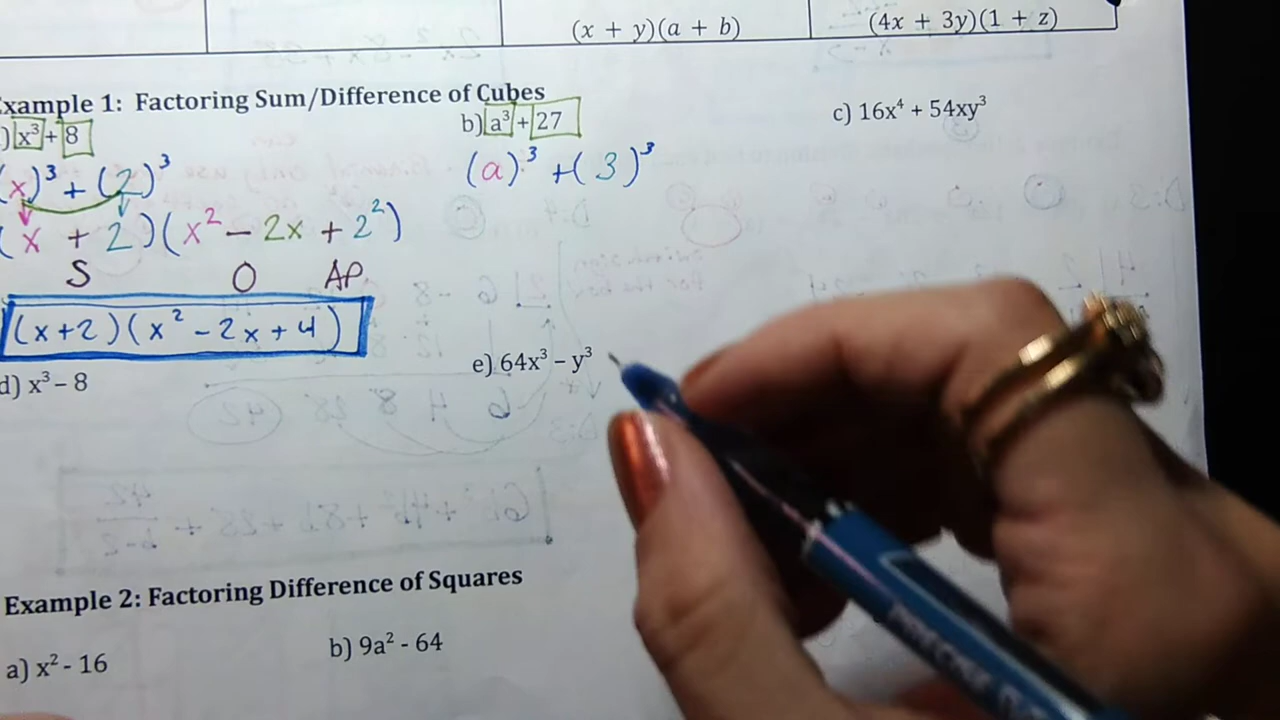 (x + y)(a + b)
(4x + 3y)(1 + z)
Example 1: Factoring Sum/Difference of Cubes
) x³ + 8
b) a³ + 27
c) 16x⁴ + 54xy³
(x)³ + (2)³
(a)³ + (3)³
(x + 2)(x² – 2x + 2²)
S O AP
(x+2)(x² – 2x + 4)
d) x³ – 8
e) 64x³ – y³
Example 2: Factoring Difference of Squares
a) x² - 16
b) 9a² - 64